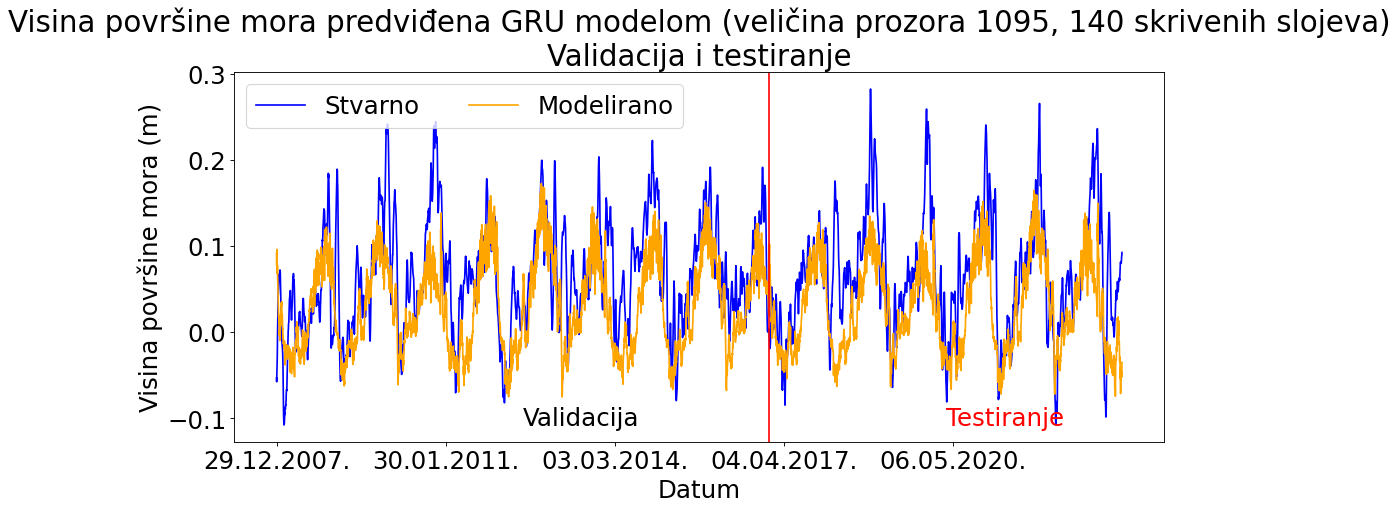 Visina površine mora predviđena GRU modelom (veličina prozora 1095, 140 skrivenih slojeva)
Validacija i testiranje
Stvarno
Modelirano
Visina površine mora (m)
0.3
0.2
0.1
0.0
−0.1
Validacija
Testiranje
29.12.2007.
30.01.2011.
03.03.2014.
04.04.2017.
06.05.2020.
Datum